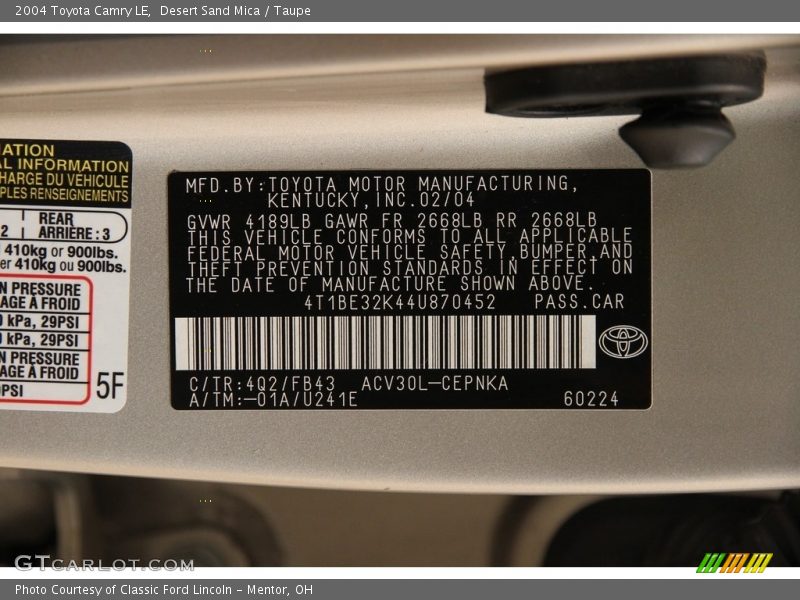 2004 Toyota Camry LE,  Desert Sand Mica / Taupe
ATION
AL INFORMATION
HARGE DU VÉHICULE
PLES RENSEIGNEMENTS
2 REAR
ARRIÈRE : 3
410kg or 900lbs.
er 410kg ou 900lbs.
N PRESSURE
AGE À FROID
kPa, 29PSI
kPa, 29PSI
N PRESSURE
AGE À FROID
PSI
5F
MFD.BY:TOYOTA MOTOR MANUFACTURING,
KENTUCKY,INC.02/04
GVWR 4189LB GAWR FR 2668LB RR 2668LB
THIS VEHICLE CONFORMS TO ALL APPLICABLE
FEDERAL MOTOR VEHICLE SAFETY,BUMPER,AND
THEFT PREVENTION STANDARDS IN EFFECT ON
THE DATE OF MANUFACTURE SHOWN ABOVE.
4T1BE32K44U870452 PASS.CAR
C/TR:4Q2/FB43 ACV30L-CEPNKA
A/TM:-01A/U241E 60224
GTCARLOT.COM
Photo Courtesy of Classic Ford Lincoln - Mentor, OH